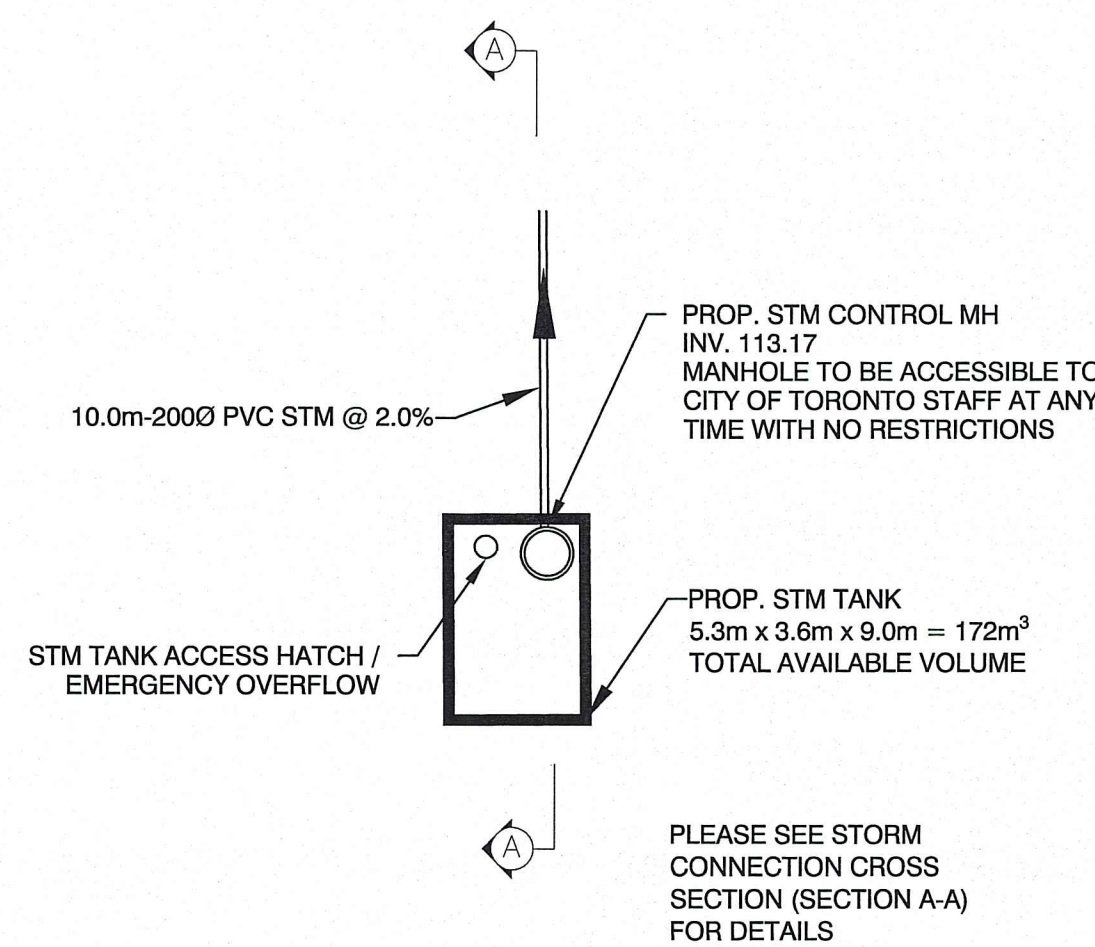 A
PROP. STM CONTROL MH
INV. 113.17
MANHOLE TO BE ACCESSIBLE TO
CITY OF TORONTO STAFF AT ANY
TIME WITH NO RESTRICTIONS
10.0m-200Ø PVC STM @ 2.0%
PROP. STM TANK
5.3m x 3.6m x 9.0m = 172m³
TOTAL AVAILABLE VOLUME
STM TANK ACCESS HATCH /
EMERGENCY OVERFLOW
A
PLEASE SEE STORM
CONNECTION CROSS
SECTION (SECTION A-A)
FOR DETAILS